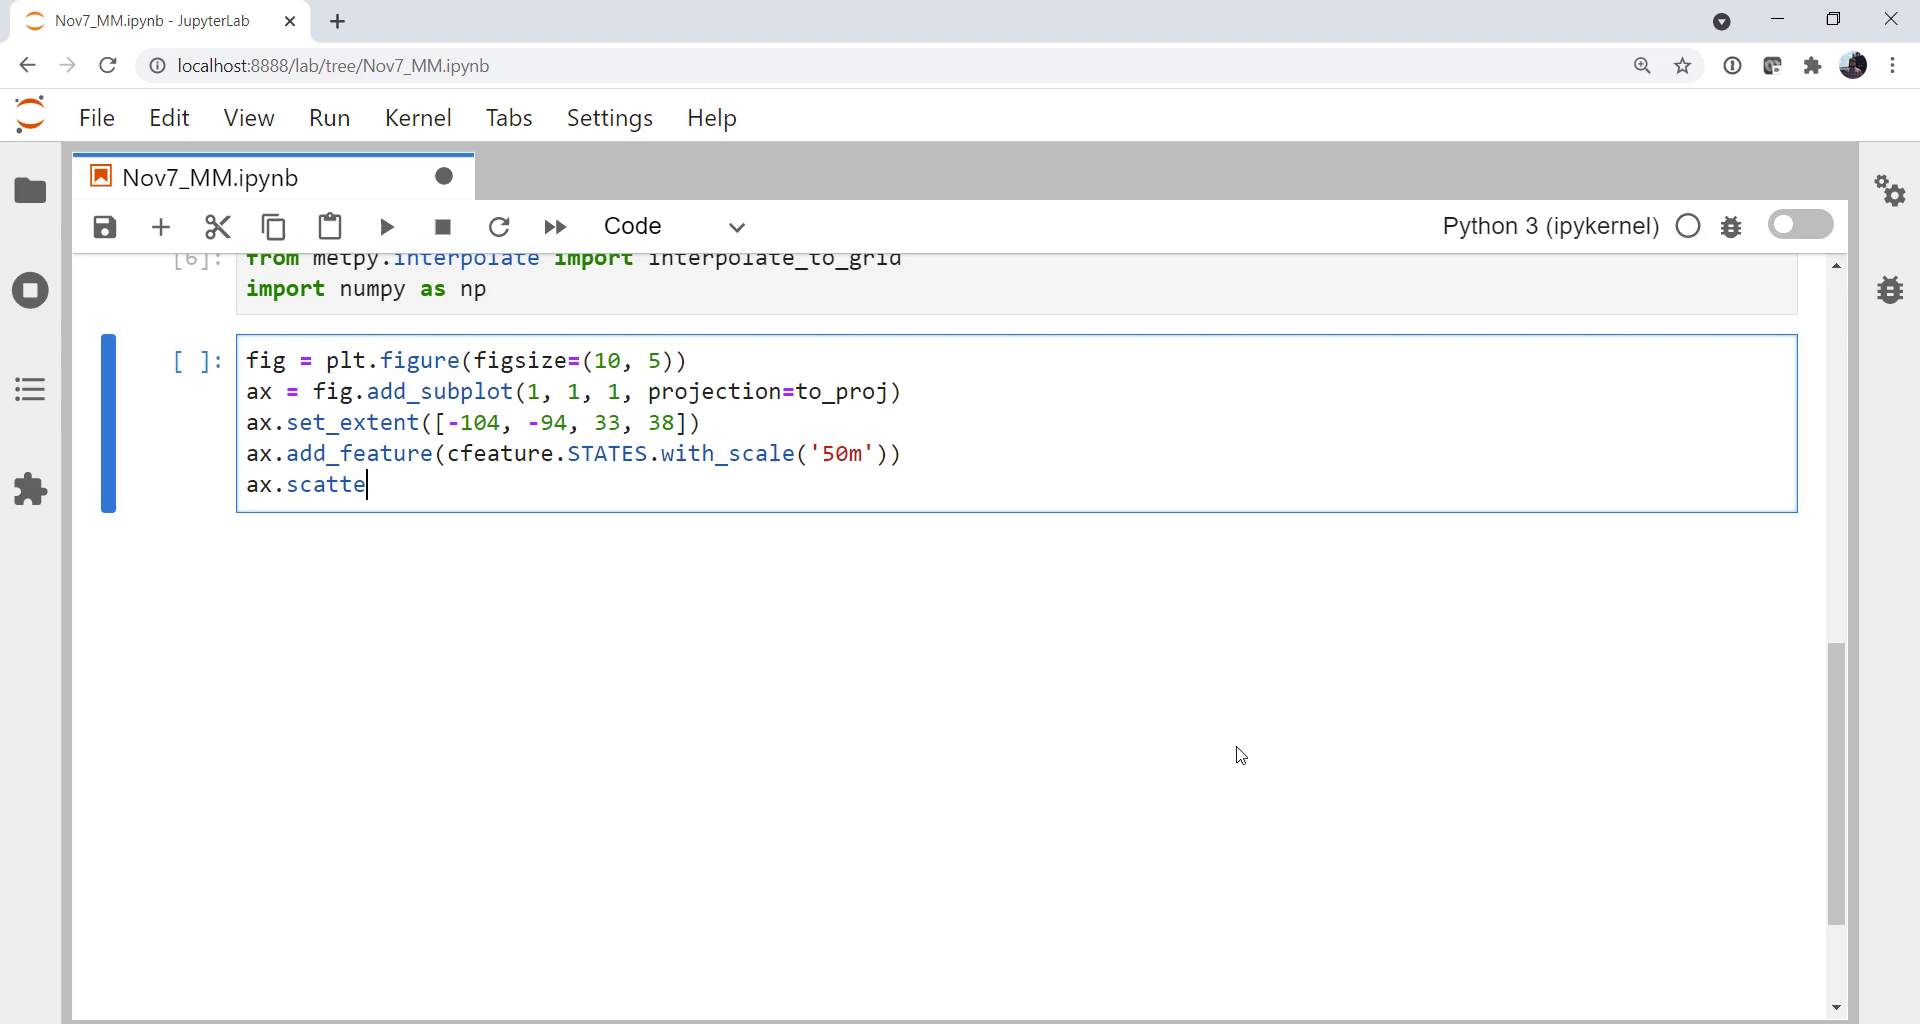 Nov7_MM.ipynb - JupyterLab
localhost:8888/lab/tree/Nov7_MM.ipynb
File Edit View Run Kernel Tabs Settings Help
Nov7_MM.ipynb
Code
Python 3 (ipykernel)
[6]: from metpy.interpolate import interpolate_to_grid
import numpy as np
[ ]: fig = plt.figure(figsize=(10, 5))
ax = fig.add_subplot(1, 1, 1, projection=to_proj)
ax.set_extent([-104, -94, 33, 38])
ax.add_feature(cfeature.STATES.with_scale('50m'))
ax.scatte